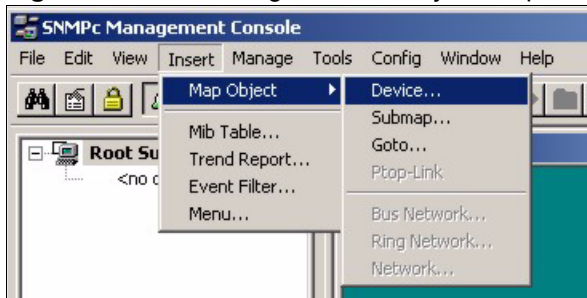 SNMPc Management Console
File Edit View Insert Manage Tools Config Window Help
Map Object
Mib Table...
Trend Report...
Event Filter...
Menu...
Device...
Submap...
Goto...
Ptop-Link
Bus Network...
Ring Network...
Network...
Root Su
<no